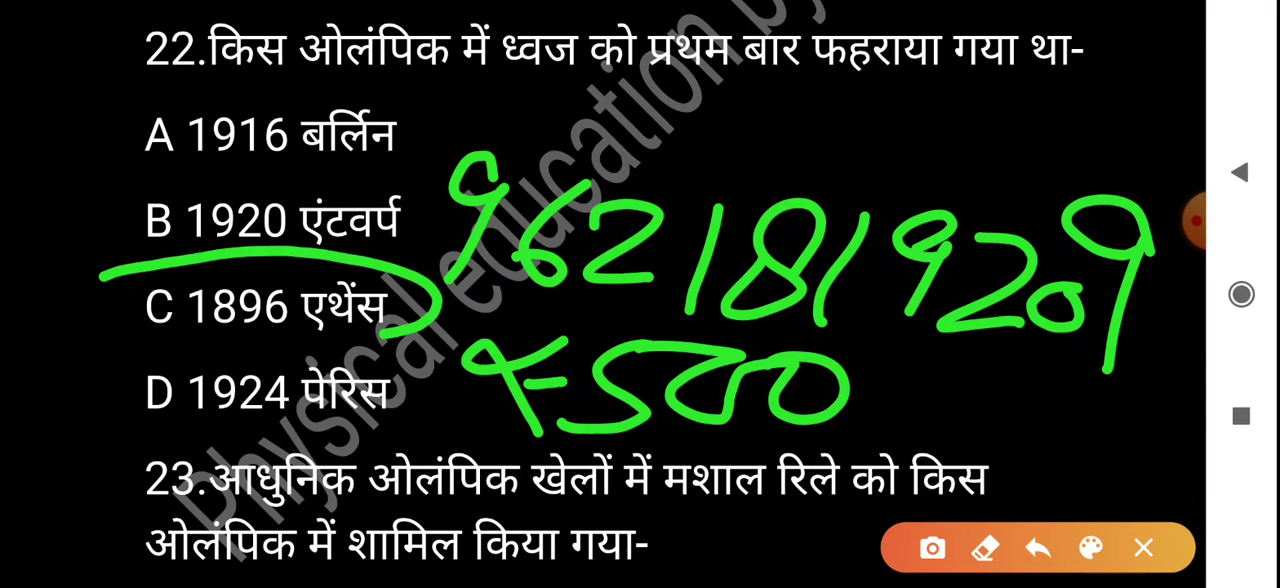 22.किस ओलंपिक में ध्वज को प्रथम बार फहराया गया था-
A 1916 बर्लिन
B 1920 एंटवर्प
9621819209
C 1896 एथेंस
₹=500
D 1924 पेरिस
Physical education by
23.आधुनिक ओलंपिक खेलों में मशाल रिले को किस
ओलंपिक में शामिल किया गया-